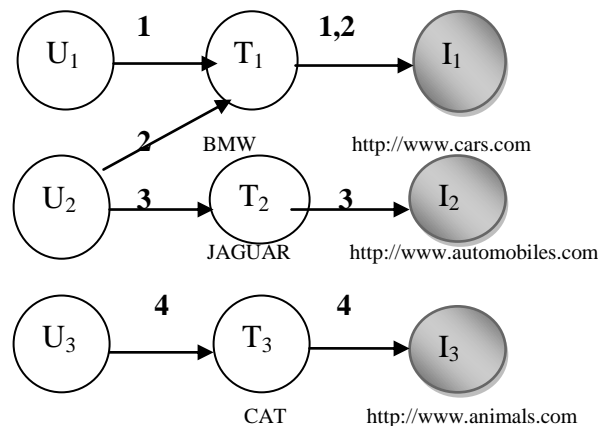 1 1,2
U1 T1 I1
2 BMW http://www.cars.com
U2 3 T2 3 I2
JAGUAR http://www.automobiles.com
4 4
U3 T3 I3
CAT http://www.animals.com